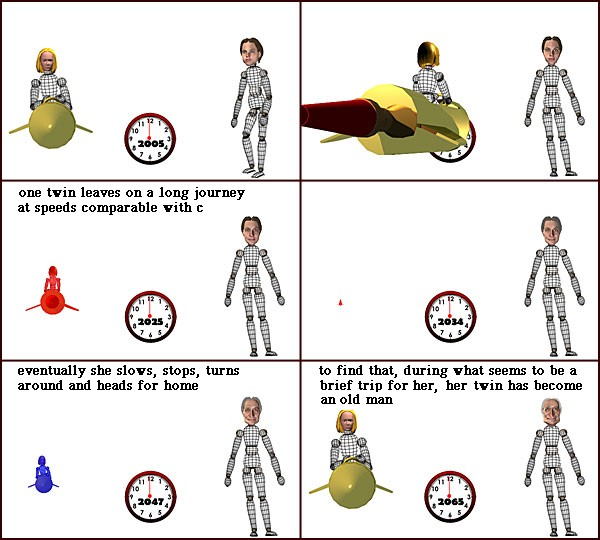 2005
one twin leaves on a long journey
at speeds comparable with c
2025
2034
eventually she slows, stops, turns
around and heads for home
2047
to find that, during what seems to be a
brief trip for her, her twin has become
an old man
2065